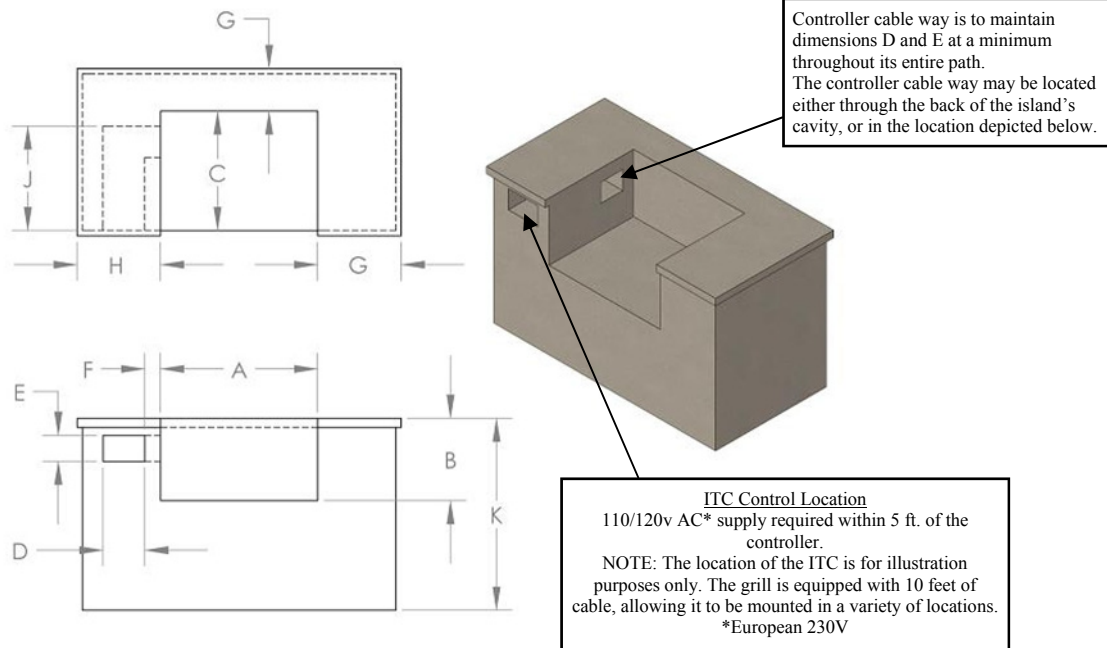 G
J
C
H
G
F
A
E
B
K
D
Controller cable way is to maintain
dimensions D and E at a minimum
throughout its entire path.
The controller cable way may be located
either through the back of the island’s
cavity, or in the location depicted below.
ITC Control Location
110/120v AC* supply required within 5 ft. of the
controller.
NOTE: The location of the ITC is for illustration
purposes only. The grill is equipped with 10 feet of
cable, allowing it to be mounted in a variety of locations.
*European 230V